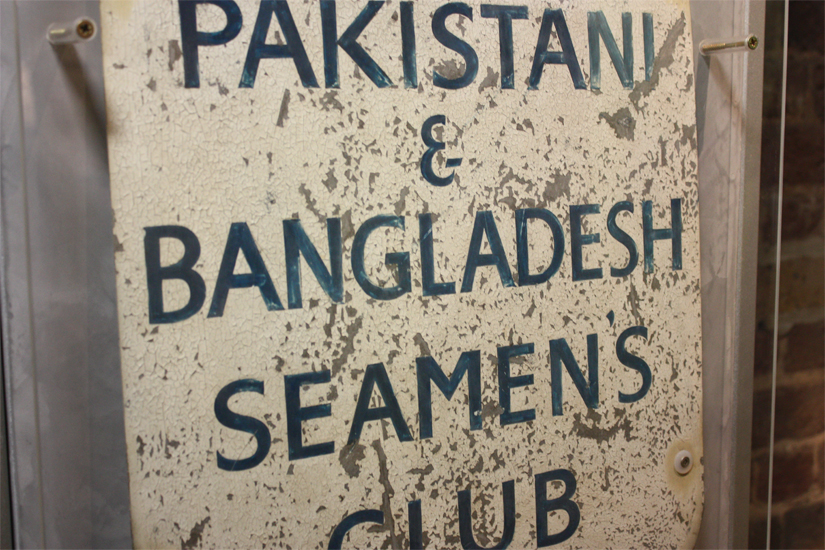 PAKISTANI
&
BANGLADESH
SEAMEN'S
CLUB